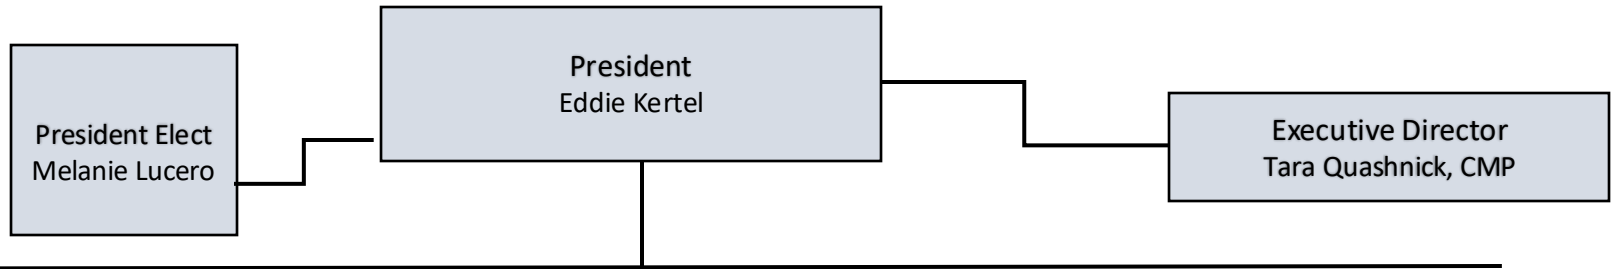 President
Eddie Kertel
President Elect
Melanie Lucero
Executive Director
Tara Quashnick, CMP